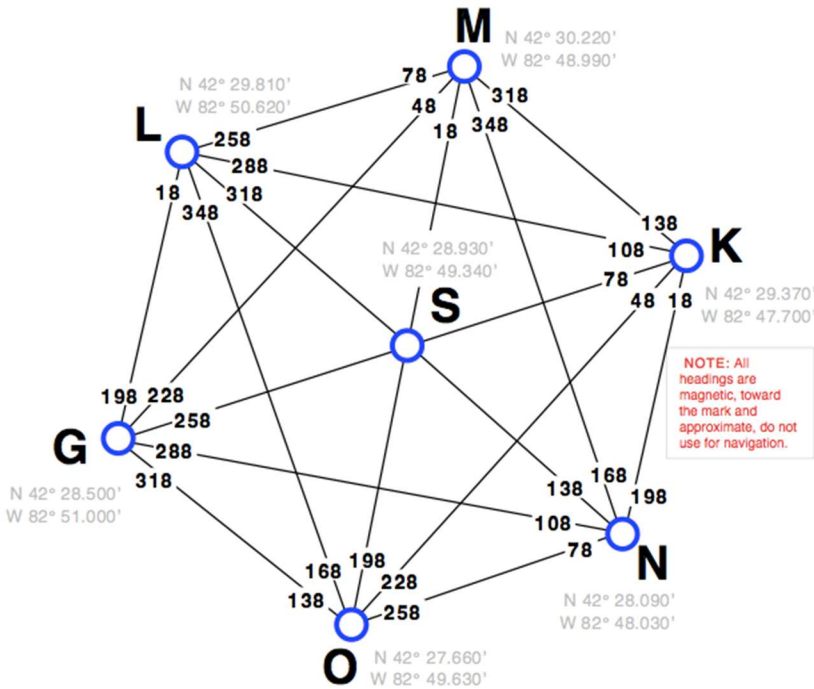 M
N 42° 30.220'
W 82° 48.990'
78
318
48
18
348
N 42° 29.810'
W 82° 50.620'
L
258
288
18
318
348
138
108
K
78
48
18
N 42° 29.370'
W 82° 47.700'
N 42° 28.930'
W 82° 49.340'
S
NOTE: All
headings are
magnetic, toward
the mark and
approximate, do not
use for navigation.
198
228
258
G
288
318
N 42° 28.500'
W 82° 51.000'
168
138
198
108
78
N
N 42° 28.090'
W 82° 48.030'
198
168
228
138
258
O
N 42° 27.660'
W 82° 49.630'